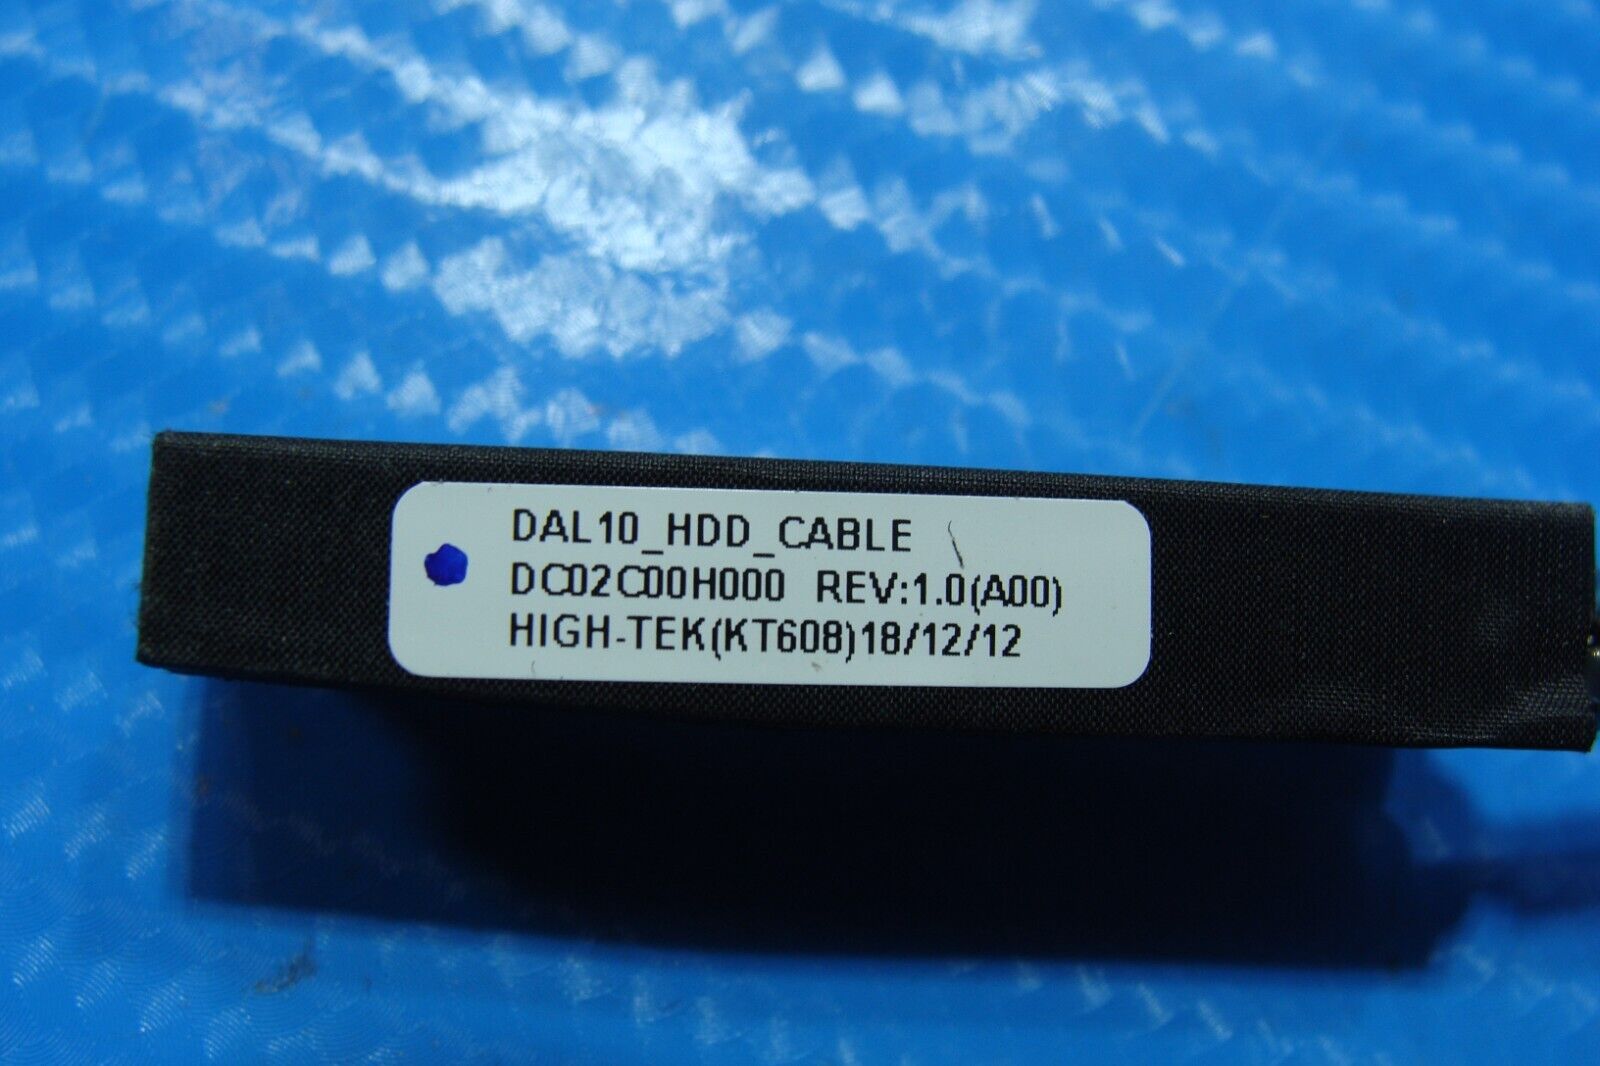 DAL10_HDD_CABLE
DC02C00H000 REV:1.0(A00)
HIGH-TEK(KT608)18/12/12